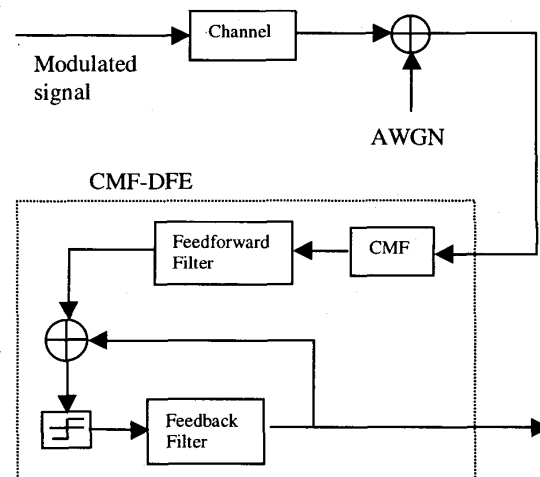 Channel
Modulated
signal
AWGN
CMF-DFE
Feedforward
Filter
CMF
Feedback
Filter